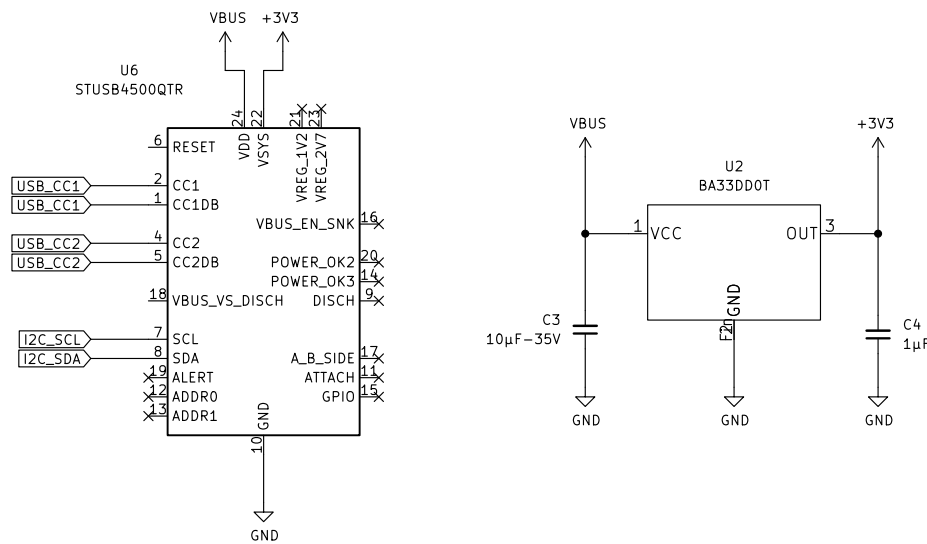 VBUS +3V3
U6
STUSB4500QTR
24 22 21 23
VDD VSYS VREG_1V2 VREG_2V7
6 RESET
USB_CC1 2 CC1
USB_CC1 1 CC1DB
VBUS_EN_SNK 16
USB_CC2 4 CC2
USB_CC2 5 CC2DB
POWER_OK2 20
POWER_OK3 14
18 VBUS_VS_DISCH DISCH 9
I2C_SCL 7 SCL
I2C_SDA 8 SDA
A_B_SIDE 17
19 ALERT ATTACH 11
12 ADDR0 GPIO 15
13 ADDR1
GND
10
GND
VBUS +3V3
U2
BA33DD0T
1 VCC OUT 3
GND
C3
10µF-35V
C4
1µF
GND GND GND